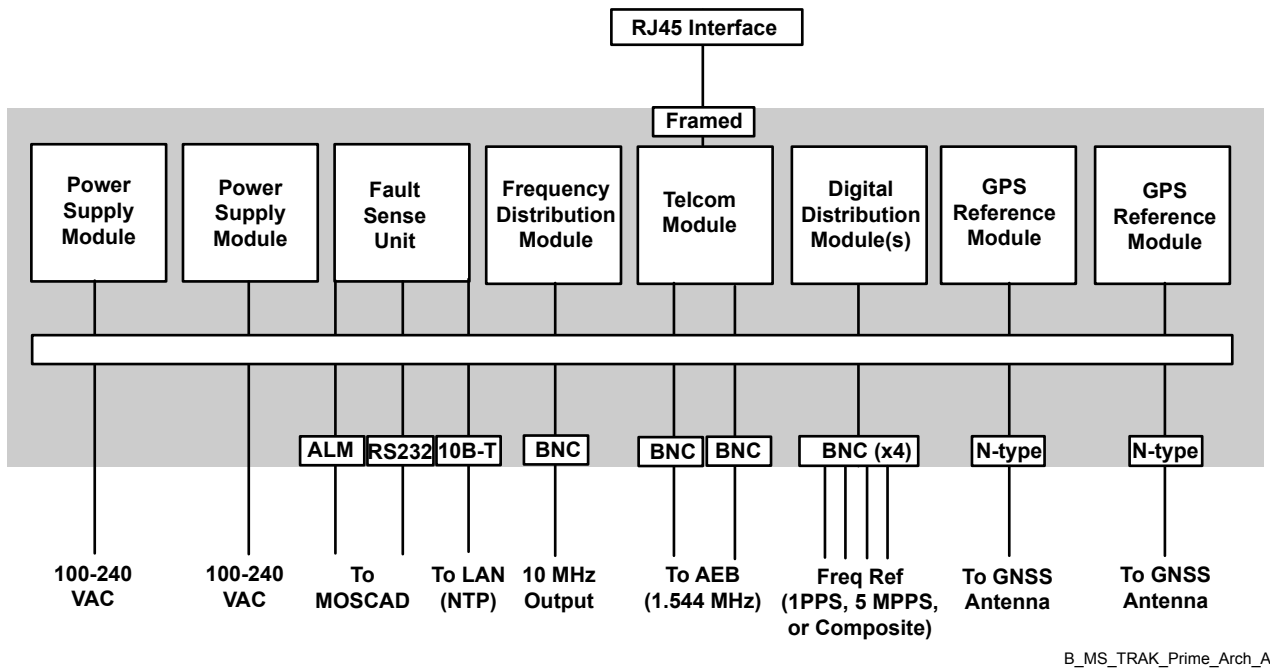 RJ45 Interface
Framed
Power
Supply
Module
Power
Supply
Module
Fault
Sense
Unit
Frequency
Distribution
Module
Telcom
Module
Digital
Distribution
Module(s)
GPS
Reference
Module
GPS
Reference
Module
ALM
RS232
10B-T
BNC
BNC
BNC
BNC (x4)
N-type
N-type
100-240
VAC
100-240
VAC
To
MOSCAD
To LAN
(NTP)
10 MHz
Output
To AEB
(1.544 MHz)
Freq Ref
(1PPS, 5 MPPS,
or Composite)
To GNSS
Antenna
To GNSS
Antenna
B_MS_TRAK_Prime_Arch_A